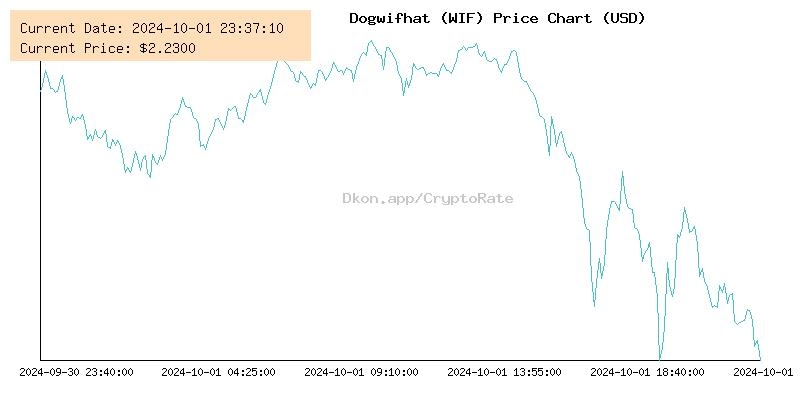 Dogwifhat (WIF) Price Chart (USD)
Current Date: 2024-10-01 23:37:10
Current Price: $2.2300
Dkon.app/CryptoRate
2024-09-30 23:40:00 2024-10-01 04:25:00 2024-10-01 09:10:00 2024-10-01 13:55:00 2024-10-01 18:40:00 2024-10-01